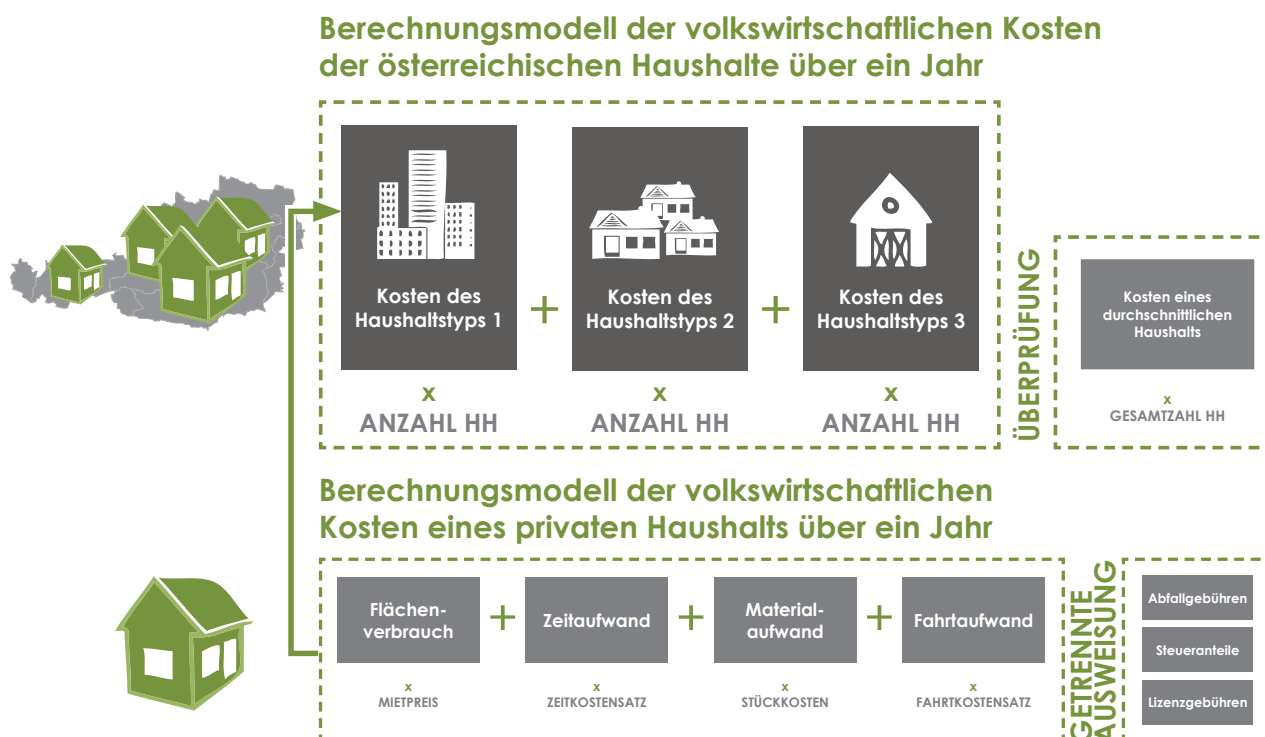 Berechnungsmodell der volkswirtschaftlichen Kosten
der österreichischen Haushalte über ein Jahr
Kosten des
Haushaltstyps 1
+
Kosten des
Haushaltstyps 2
+
Kosten des
Haushaltstyps 3
x
ANZAHL HH
x
ANZAHL HH
x
ANZAHL HH
ÜBERPRÜFUNG
Kosten eines
durchschnittlichen
Haushalts
x
GESAMTZAHL HH
Berechnungsmodell der volkswirtschaftlichen
Kosten eines privaten Haushalts über ein Jahr
Flächen-
verbrauch
+
Zeitaufwand
+
Material-
aufwand
+
Fahrtaufwand
x
MIETPREIS
x
ZEITKOSTENSATZ
x
STÜCKKOSTEN
x
FAHRTKOSTENSATZ
GETRENNTE
AUSWEISUNG
Abfallgebühren
Steueranteile
Lizenzgebühren